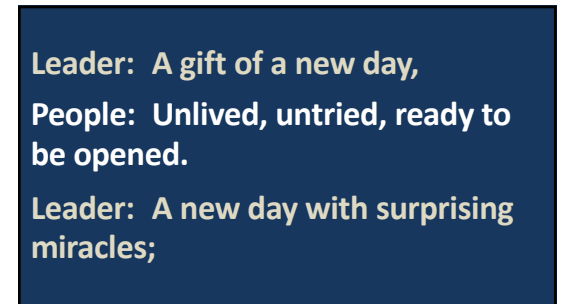 Leader:  A gift of a new day,
People:  Unlived, untried, ready to
be opened.
Leader:  A new day with surprising
miracles;